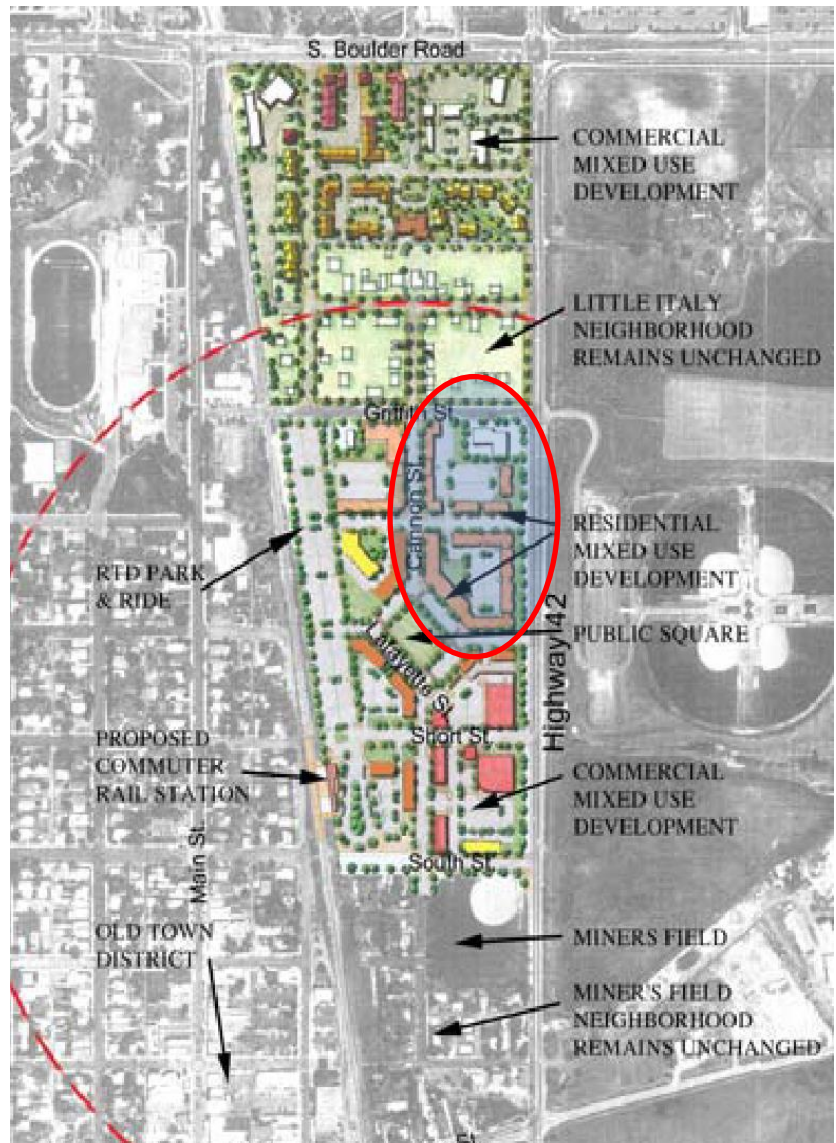 S. Boulder Road
COMMERCIAL
MIXED USE
DEVELOPMENT
LITTLE ITALY
NEIGHBORHOOD
REMAINS UNCHANGED
Griffith St.
Cannon St.
RESIDENTIAL
MIXED USE
DEVELOPMENT
RTD PARK
& RIDE
PUBLIC SQUARE
Highway 42
Lafayette St.
Short St.
PROPOSED
COMMUTER
RAIL STATION
COMMERCIAL
MIXED USE
DEVELOPMENT
Main St.
South St.
OLD TOWN
DISTRICT
MINERS FIELD
MINER'S FIELD
NEIGHBORHOOD
REMAINS UNCHANGED